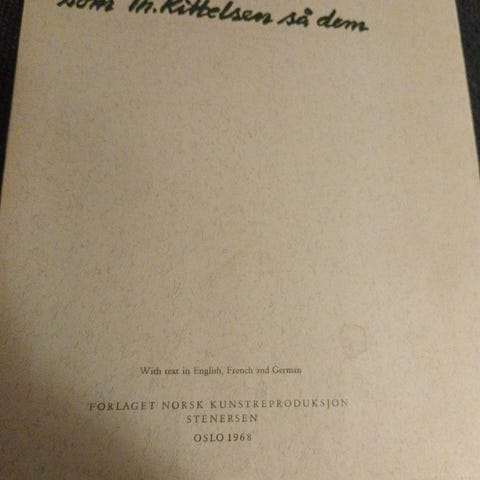 som Th. Kittelsen så dem
With text in English, French and German
FORLAGET NORSK KUNSTREPRODUKSJON
STENERSEN
OSLO 1968